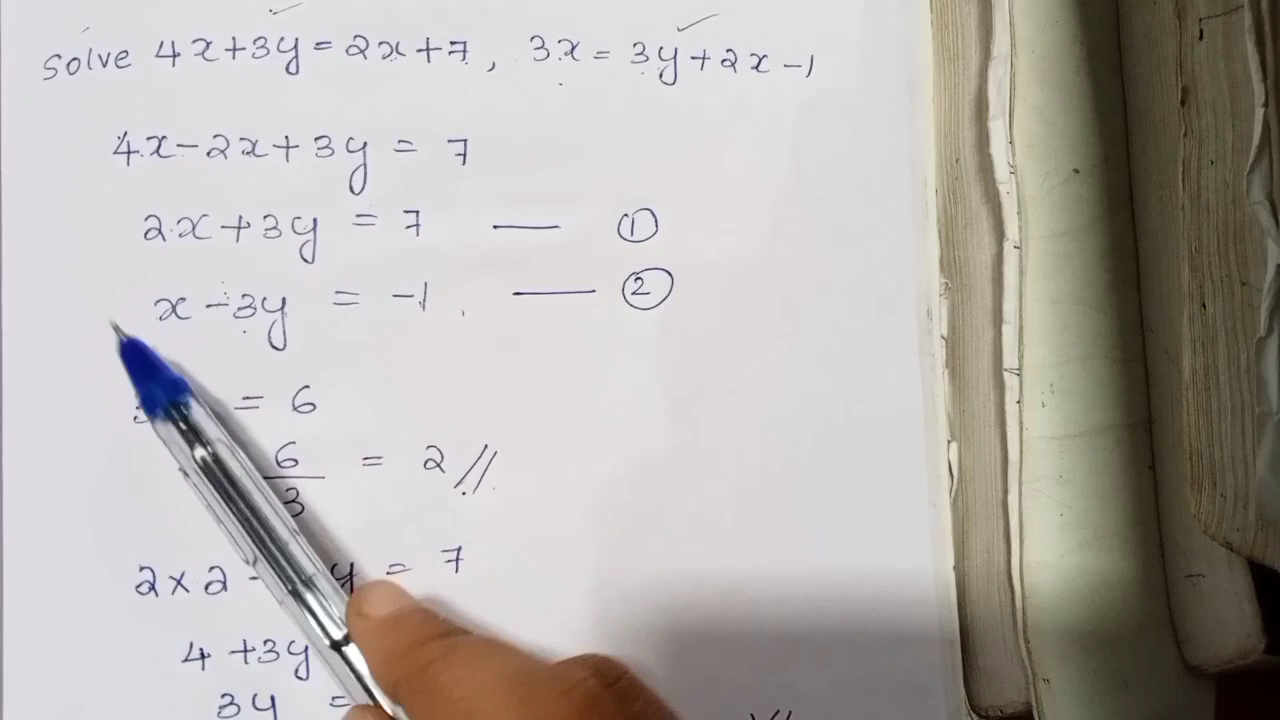 solve 4x+3y=2x+7, 3x=3y+2x-1
4x-2x+3y = 7
2x+3y = 7 — ①
x-3y = -1 — ②
= 6
6/3 = 2 //
2×2 y = 7
4+3y
3y =